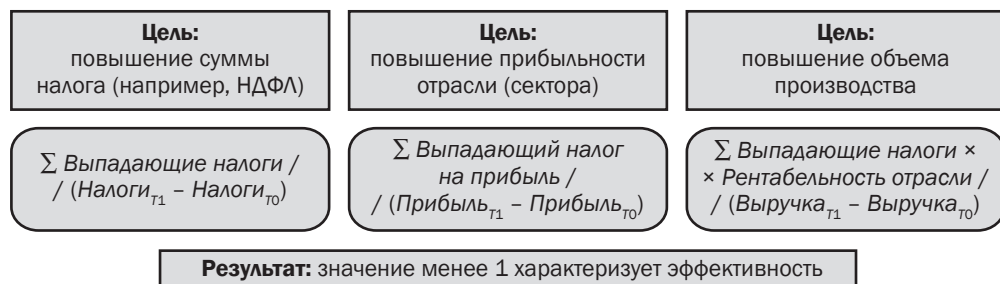 Цель:
повышение суммы
налога (например, НДФЛ)
Цель:
повышение прибыльности
отрасли (сектора)
Цель:
повышение объема
производства
∑ Выпадающие налоги /
/ (Налоги_T1 – Налоги_T0)
∑ Выпадающий налог
на прибыль /
/ (Прибыль_T1 – Прибыль_T0)
∑ Выпадающие налоги ×
× Рентабельность отрасли /
/ (Выручка_T1 – Выручка_T0)
Результат: значение менее 1 характеризует эффективность